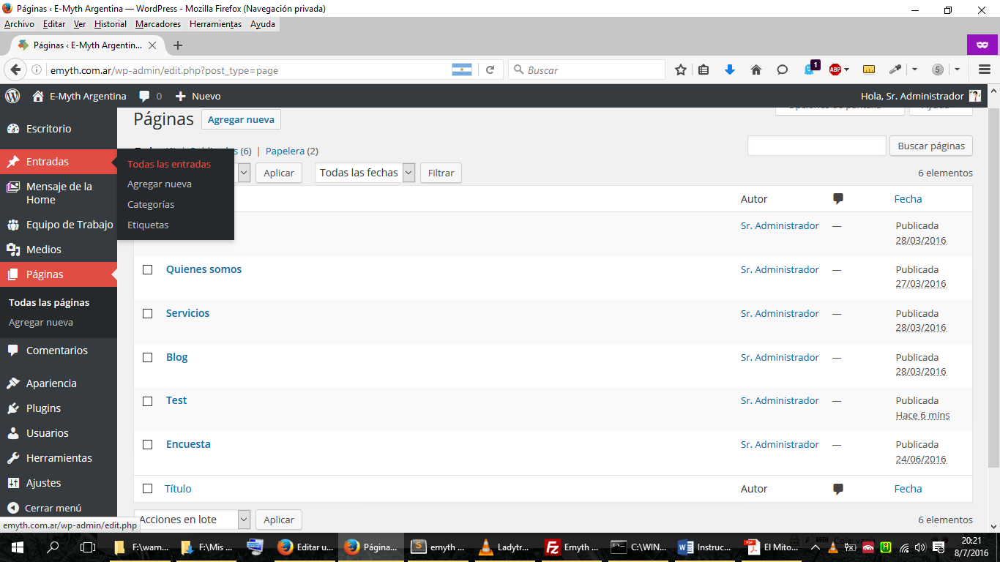 Páginas ‹ E-Myth Argentina — WordPress - Mozilla Firefox (Navegación privada)
Archivo Editar Ver Historial Marcadores Herramientas Ayuda
Páginas ‹ E-Myth Argentin...
emyth.com.ar/wp-admin/edit.php?post_type=page
Buscar
1
ABP
5
E-Myth Argentina 0 Nuevo
Hola, Sr. Administrador
Páginas Agregar nueva
Escritorio
(6) | Papelera (2)
Buscar páginas
Entradas
Todas las entradas
Aplicar Todas las fechas Filtrar
6 elementos
Agregar nueva
Mensaje de la
Home
Autor Fecha
Categorías
Equipo de Trabajo
Etiquetas
Sr. Administrador — Publicada
28/03/2016
Medios
Páginas
Quienes somos Sr. Administrador — Publicada
27/03/2016
Todas las páginas
Agregar nueva
Servicios Sr. Administrador — Publicada
28/03/2016
Comentarios
Blog Sr. Administrador — Publicada
28/03/2016
Apariencia
Plugins
Test Sr. Administrador — Publicada
Hace 6 mins
Usuarios
Herramientas
Encuesta Sr. Administrador — Publicada
24/06/2016
Ajustes
Título Autor Fecha
Cerrar menú
Acciones en lote Aplicar
6 elementos
emyth.com.ar/wp-admin/edit.php
F:\wam... F:\Mis ... Editar u... Página... emyth ... Ladytr... Emyth ... C:\WIN... Instruc... El Mito...
20:21
8/7/2016